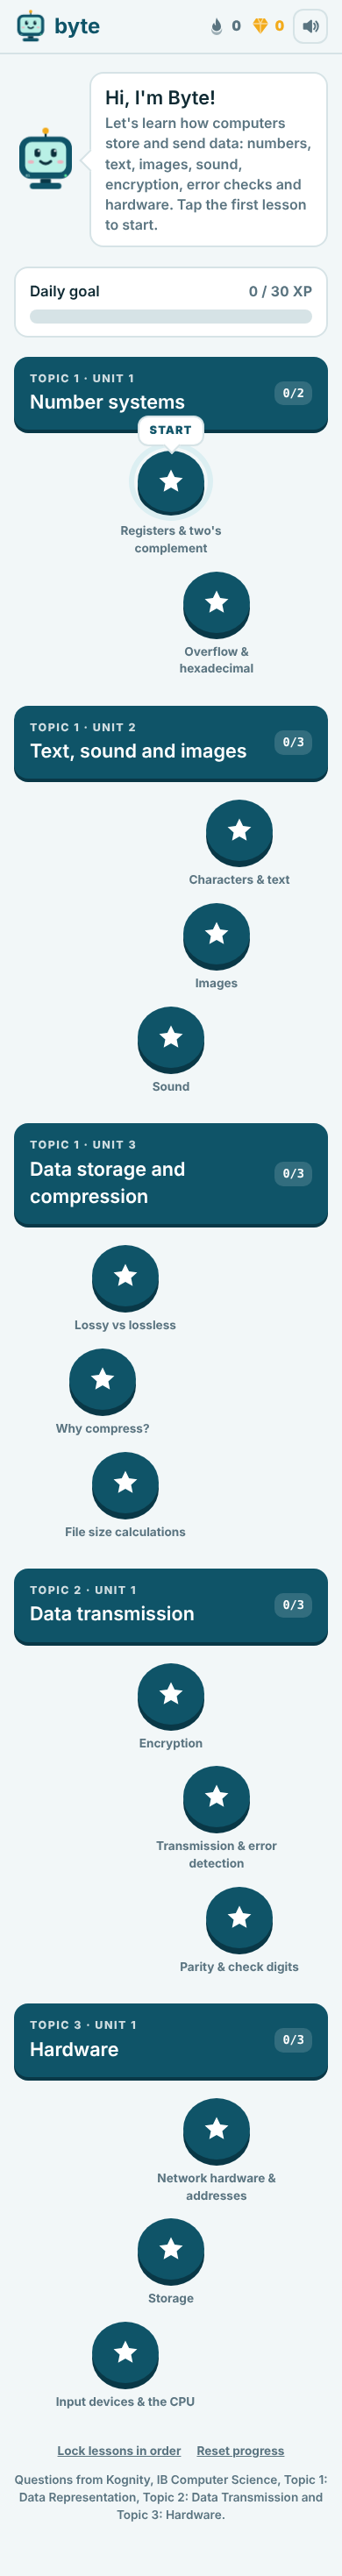 byte 0 0
Hi, I'm Byte!
Let's learn how computers
store and send data: numbers,
text, images, sound,
encryption, error checks and
hardware. Tap the first lesson
to start.
Daily goal 0 / 30 XP
TOPIC 1 · UNIT 1
Number systems 0/2
START
Registers & two's
complement
Overflow &
hexadecimal
TOPIC 1 · UNIT 2
Text, sound and images 0/3
Characters & text
Images
Sound
TOPIC 1 · UNIT 3
Data storage and
compression 0/3
Lossy vs lossless
Why compress?
File size calculations
TOPIC 2 · UNIT 1
Data transmission 0/3
Encryption
Transmission & error
detection
Parity & check digits
TOPIC 3 · UNIT 1
Hardware 0/3
Network hardware &
addresses
Storage
Input devices & the CPU
Lock lessons in order Reset progress
Questions from Kognity, IB Computer Science, Topic 1:
Data Representation, Topic 2: Data Transmission and
Topic 3: Hardware.